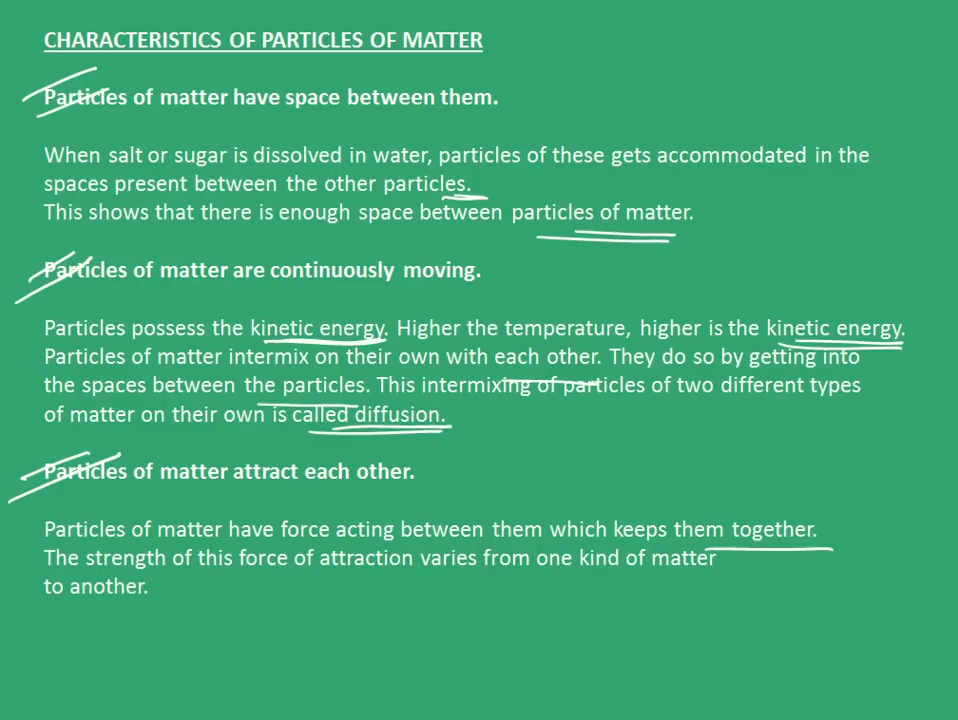 CHARACTERISTICS OF PARTICLES OF MATTER
Particles of matter have space between them.
When salt or sugar is dissolved in water, particles of these gets accommodated in the
spaces present between the other particles.
This shows that there is enough space between particles of matter.
Particles of matter are continuously moving.
Particles possess the kinetic energy. Higher the temperature, higher is the kinetic energy.
Particles of matter intermix on their own with each other. They do so by getting into
the spaces between the particles. This intermixing of particles of two different types
of matter on their own is called diffusion.
Particles of matter attract each other.
Particles of matter have force acting between them which keeps them together.
The strength of this force of attraction varies from one kind of matter
to another.